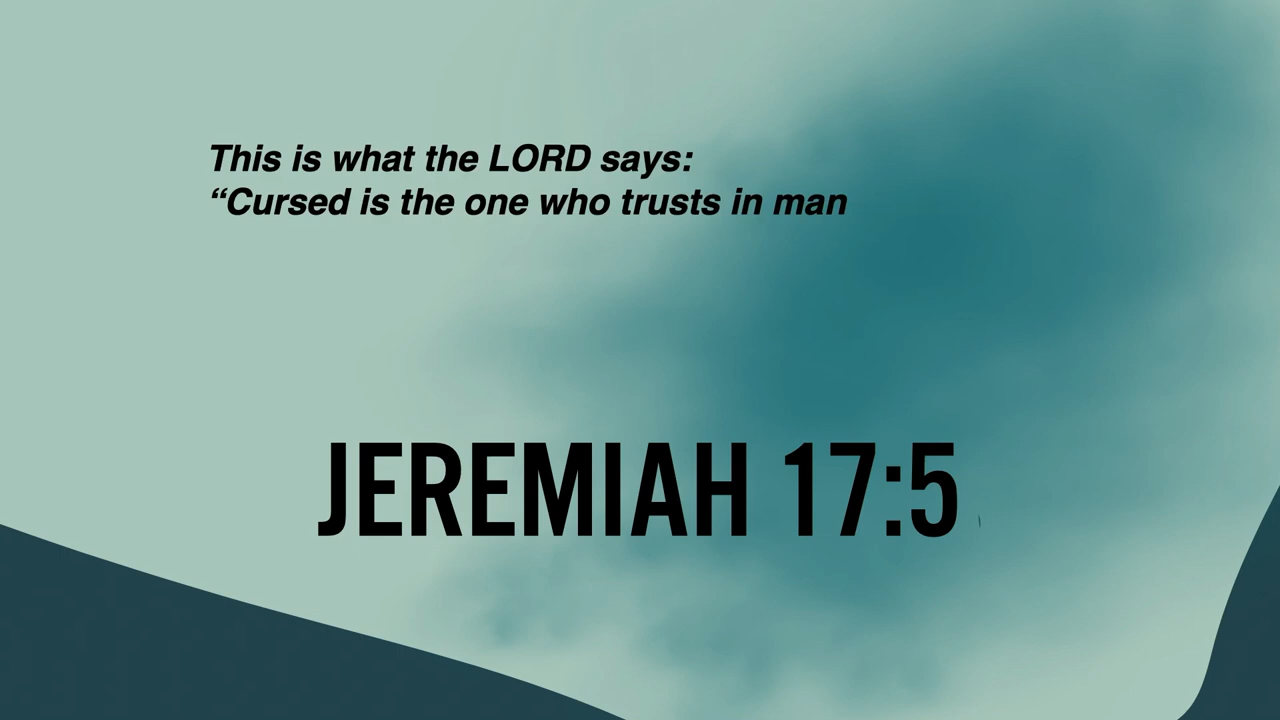 This is what the LORD says:
“Cursed is the one who trusts in man
JEREMIAH 17:5